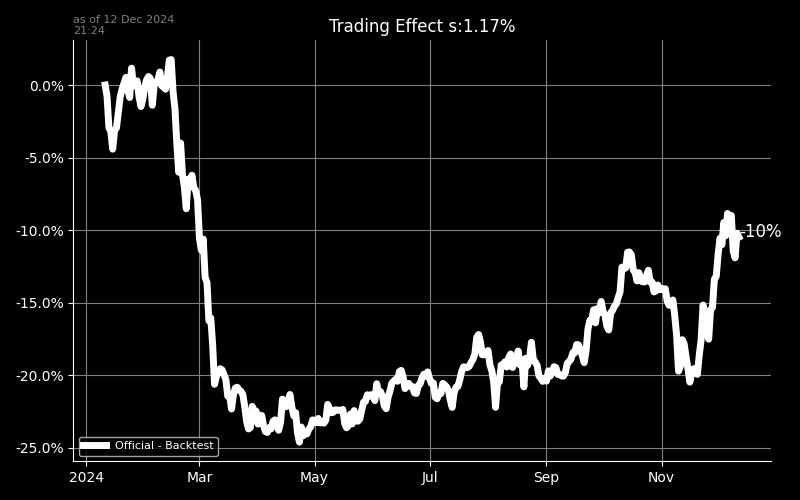 as of 12 Dec 2024
21:24
Trading Effect s:1.17%
0.0%
-5.0%
-10.0%
-10%
-15.0%
-20.0%
-25.0%
Official - Backtest
2024
Mar
May
Jul
Sep
Nov